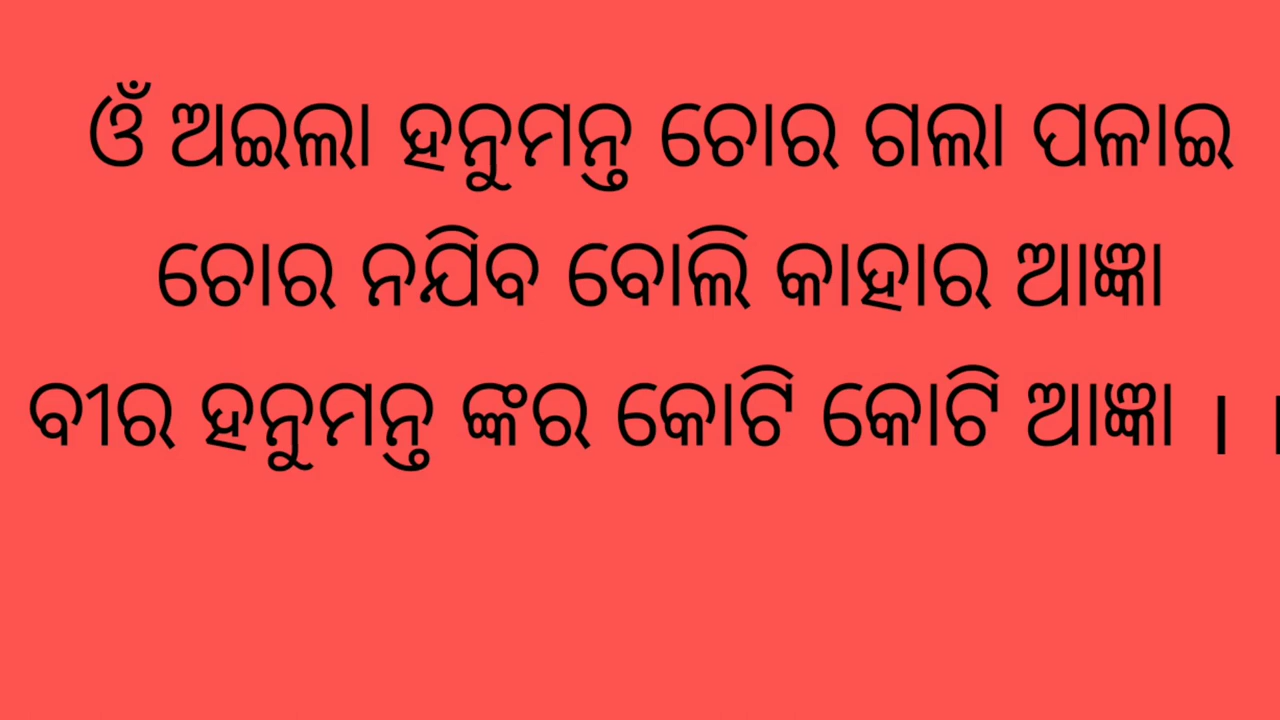 ଓଁ ଅଇଲା ହନୁମନ୍ତ ଚୋର ଗଲା ପଳାଇ
ଚୋର ନଯିବ ବୋଲି କାହାର ଆଜ୍ଞା
ବୀର ହନୁମନ୍ତ ଙ୍କର କୋଟି କୋଟି ଆଜ୍ଞା । ।